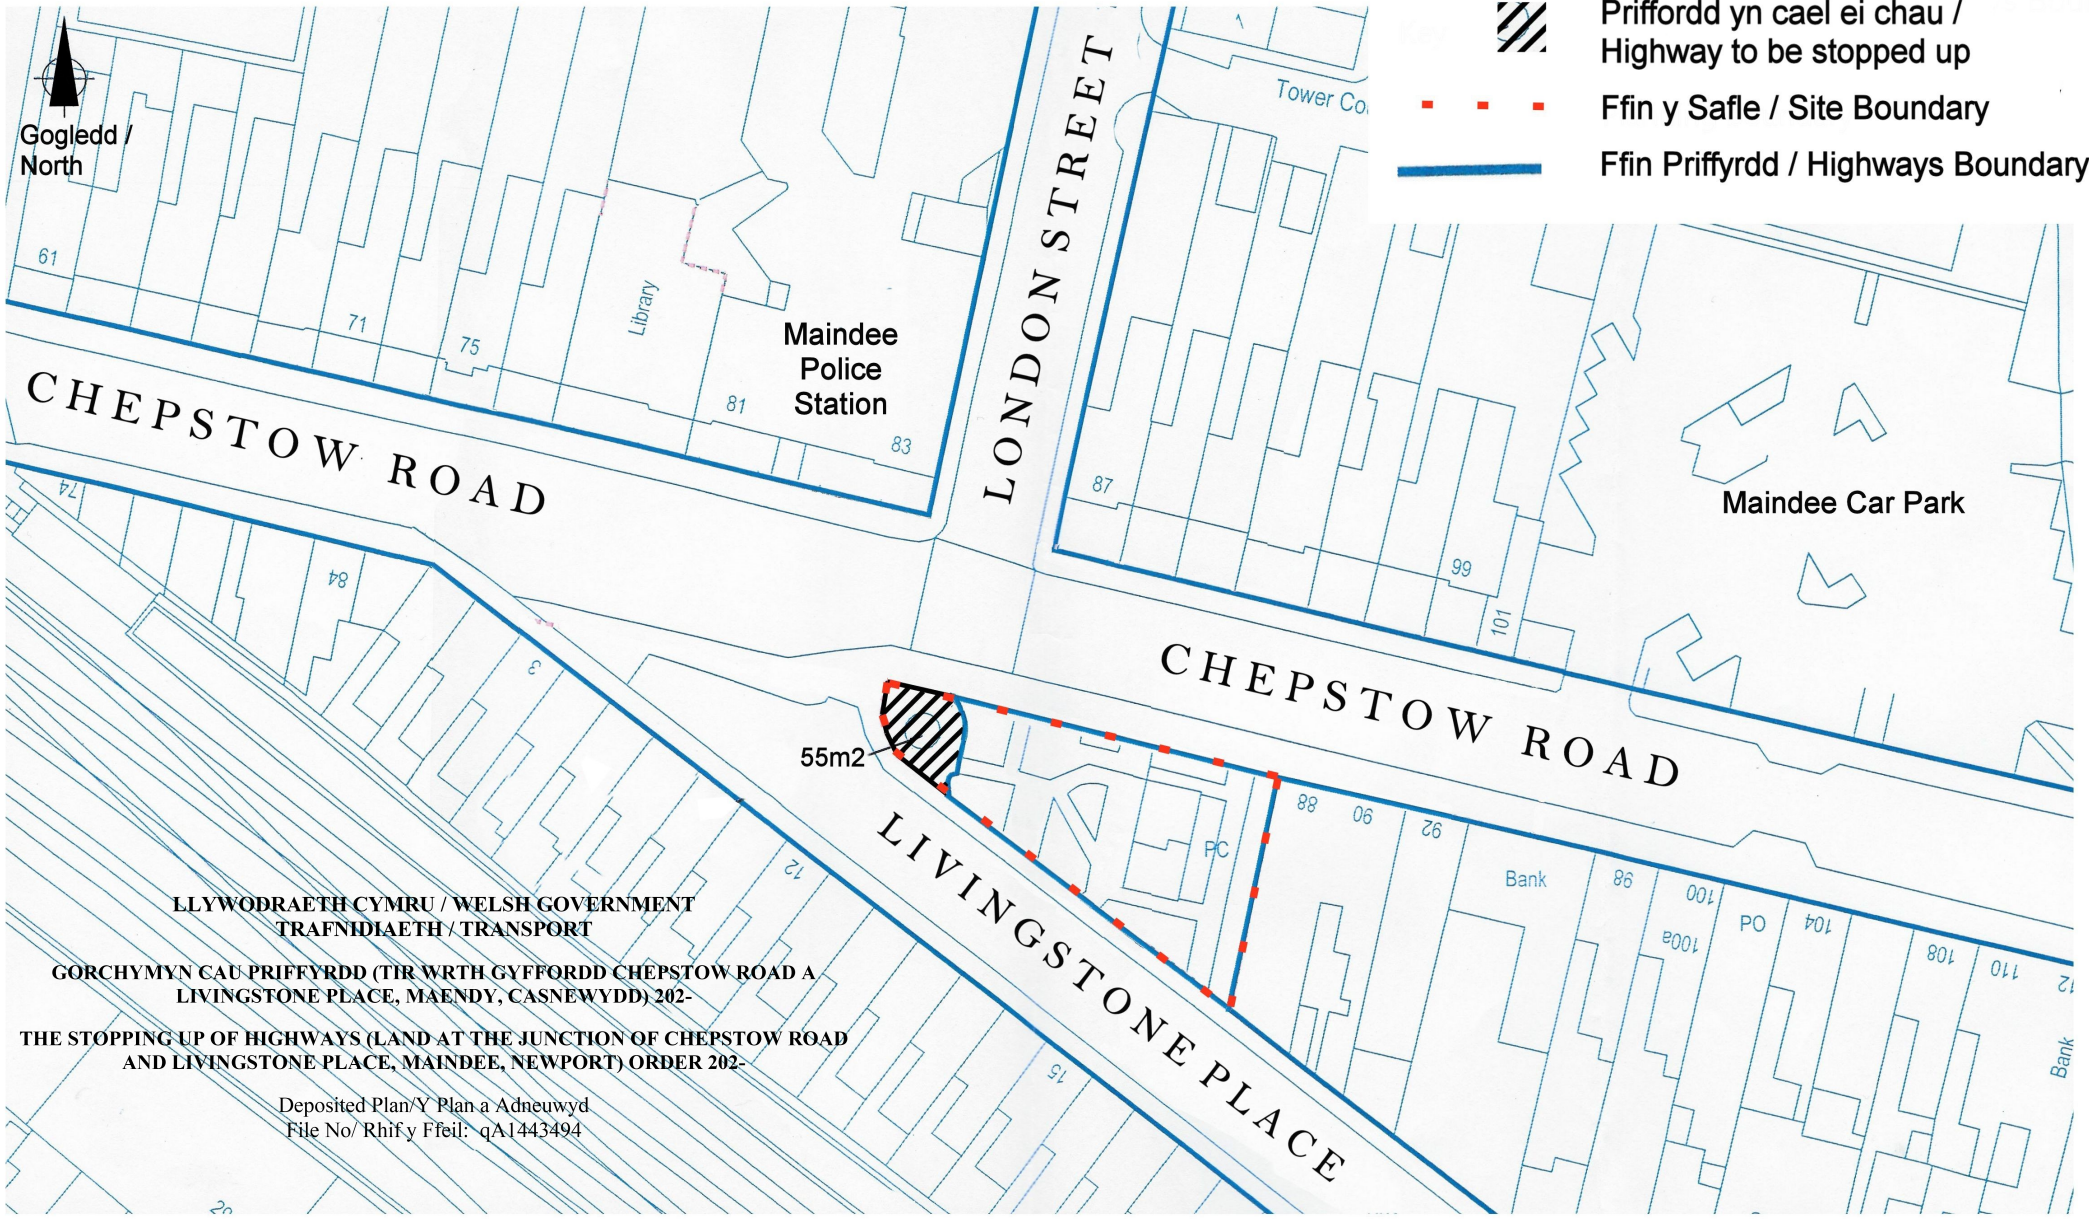 Priffordd yn cael ei chau /
Highway to be stopped up
Ffin y Safle / Site Boundary
Ffin Priffyrdd / Highways Boundary
Gogledd /
North
Tower
LONDON STREET
61
71
75
Library
81
Maindee
Police
Station
83
87
99
101
Maindee Car Park
CHEPSTOW ROAD
74
84
3
12
15
CHEPSTOW ROAD
55m2
PC
88
90
92
Bank
98
100
100a
PO
104
108
110
Bank
LIVINGSTONE PLACE
LLYWODRAETH CYMRU / WELSH GOVERNMENT
TRAFNIDIAETH / TRANSPORT
GORCHYMYN CAU PRIFFYRDD (TIR WRTH GYFFORDD CHEPSTOW ROAD A
LIVINGSTONE PLACE, MAENDY, CASNEWYDD) 202-
THE STOPPING UP OF HIGHWAYS (LAND AT THE JUNCTION OF CHEPSTOW ROAD
AND LIVINGSTONE PLACE, MAINDEE, NEWPORT) ORDER 202-
Deposited Plan/Y Plan a Adneuwyd
File No/ Rhif y Ffeil: qA1443494